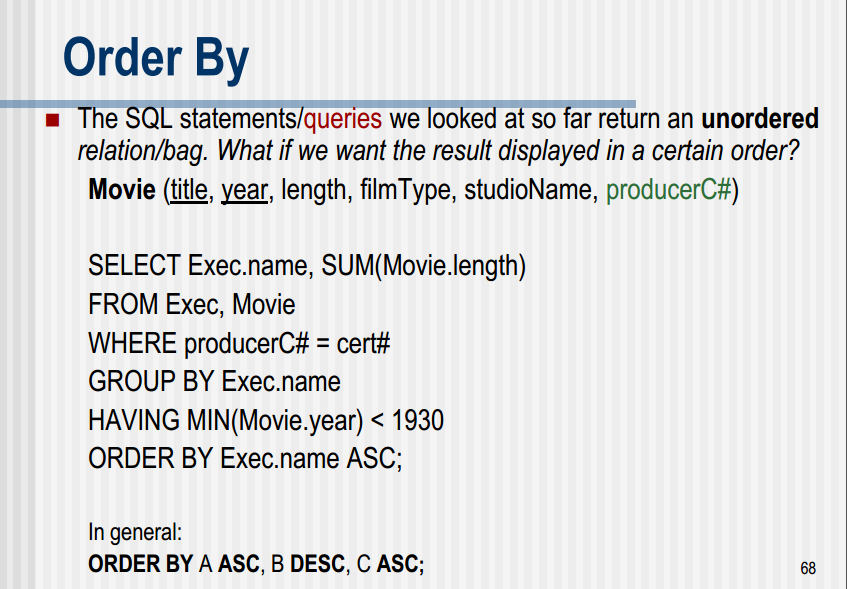 Order By
The SQL statements/queries we looked at so far return an unordered
relation/bag. What if we want the result displayed in a certain order?
Movie (title, year, length, filmType, studioName, producerC#)
SELECT Exec.name, SUM(Movie.length)
FROM Exec, Movie
WHERE producerC# = cert#
GROUP BY Exec.name
HAVING MIN(Movie.year) < 1930
ORDER BY Exec.name ASC;
In general:
ORDER BY A ASC, B DESC, C ASC;
68